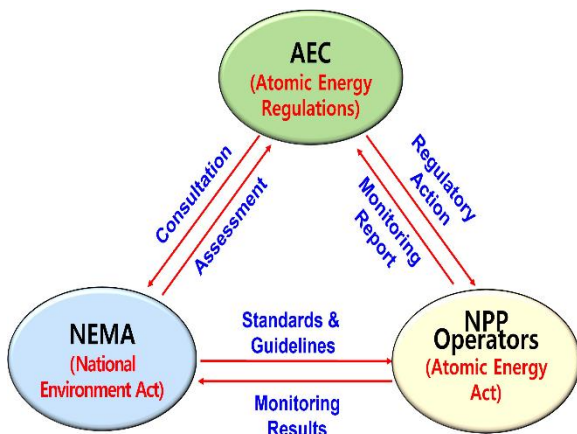 AEC
(Atomic Energy
Regulations)
Consultation
Assessment
Regulatory
Action
Monitoring
Report
NEMA
(National
Environment Act)
Standards &
Guidelines
Monitoring
Results
NPP
Operators
(Atomic Energy
Act)